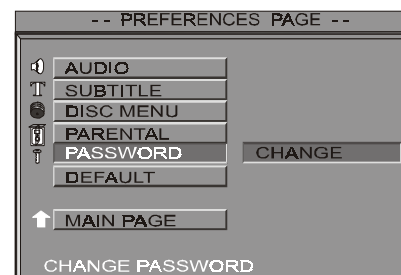 -- PREFERENCES PAGE --
AUDIO
T SUBTITLE
DISC MENU
PARENTAL
PASSWORD CHANGE
DEFAULT
MAIN PAGE
CHANGE PASSWORD